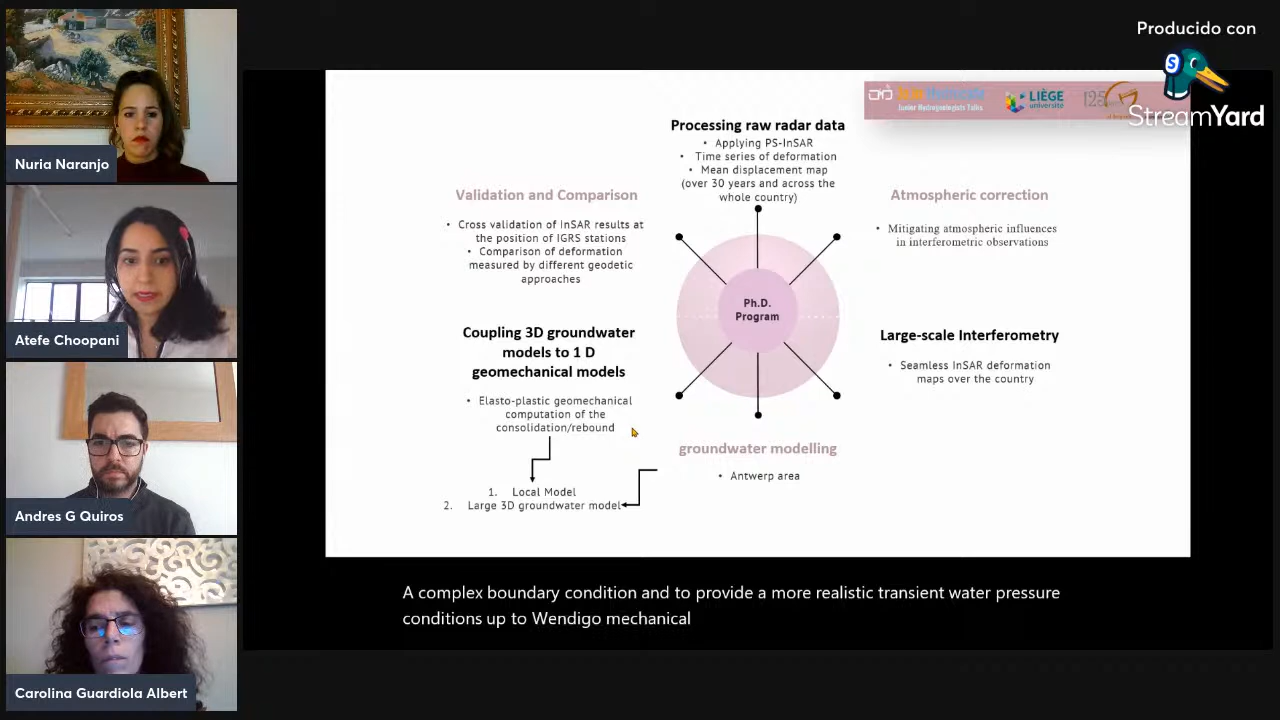 Producido con
StreamYard
Nuria Naranjo
Atefe Choopani
Andres G Quiros
Carolina Guardiola Albert
Junior Hydrogeologists Talks
LIÈGE
université
125
Processing raw radar data
• Applying PS-InSAR
• Time series of deformation
• Mean displacement map
(over 30 years and across the
whole country)
Validation and Comparison
• Cross validation of InSAR results at
the position of IGRS stations
• Comparison of deformation
measured by different geodetic
approaches
Atmospheric correction
• Mitigating atmospheric influences
in interferometric observations
Ph.D.
Program
Coupling 3D groundwater
models to 1 D
geomechanical models
• Elasto-plastic geomechanical
computation of the
consolidation/rebound
1. Local Model
2. Large 3D groundwater model
Large-scale Interferometry
• Seamless InSAR deformation
maps over the country
groundwater modelling
• Antwerp area
A complex boundary condition and to provide a more realistic transient water pressure
conditions up to Wendigo mechanical